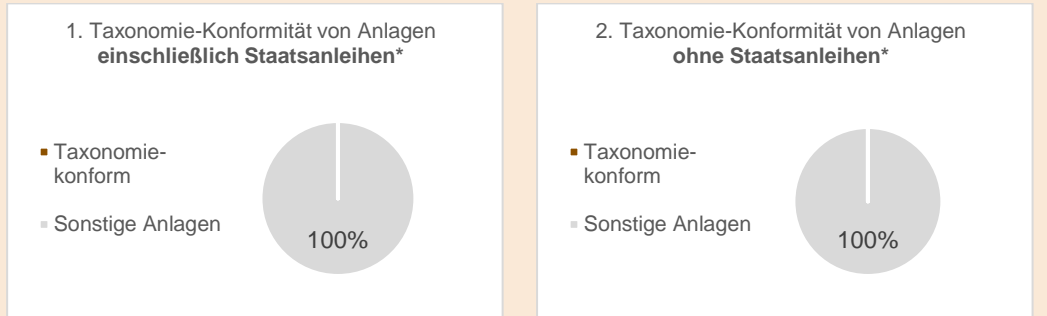 1. Taxonomie-Konformität von Anlagen
einschließlich Staatsanleihen*
Taxonomie-
konform
Sonstige Anlagen
100%
2. Taxonomie-Konformität von Anlagen
ohne Staatsanleihen*
Taxonomie-
konform
Sonstige Anlagen
100%